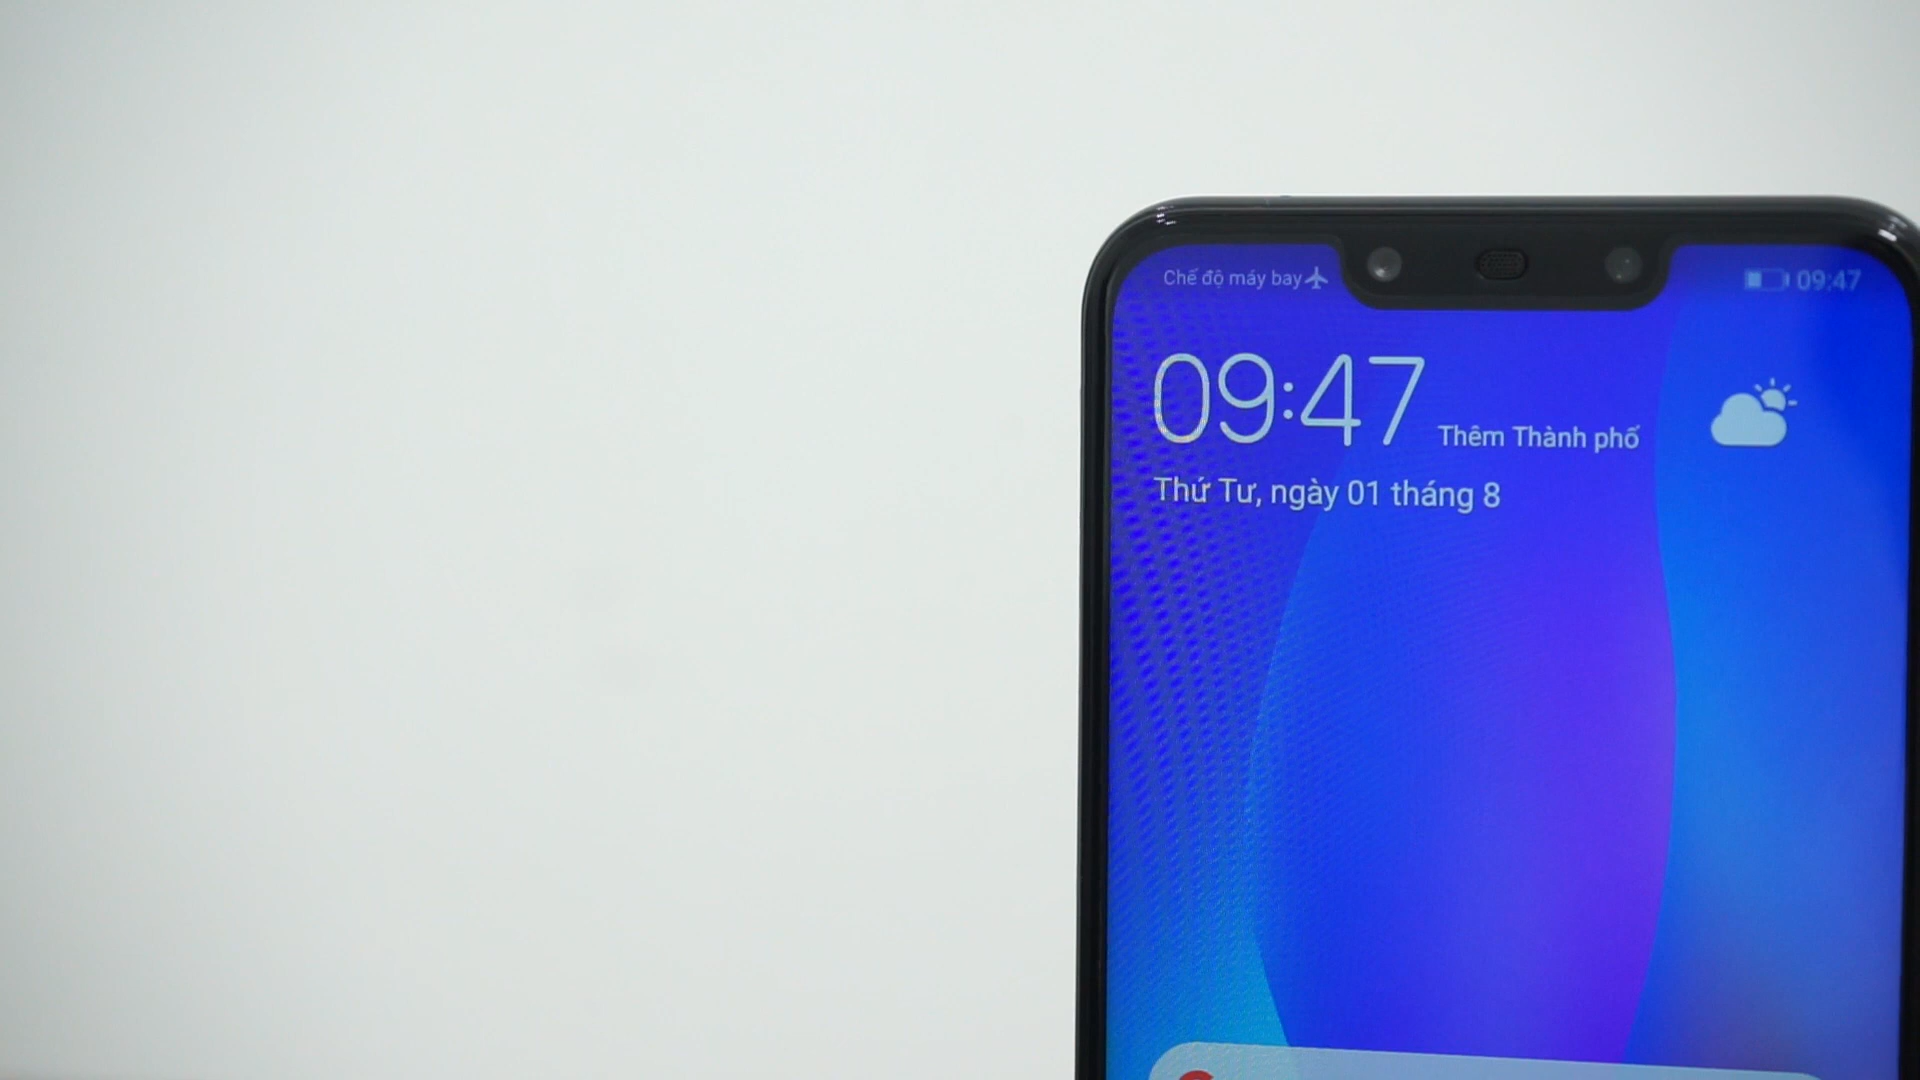 Chế độ máy bay
09:47
09:47
Thêm Thành phố
Thứ Tư, ngày 01 tháng 8